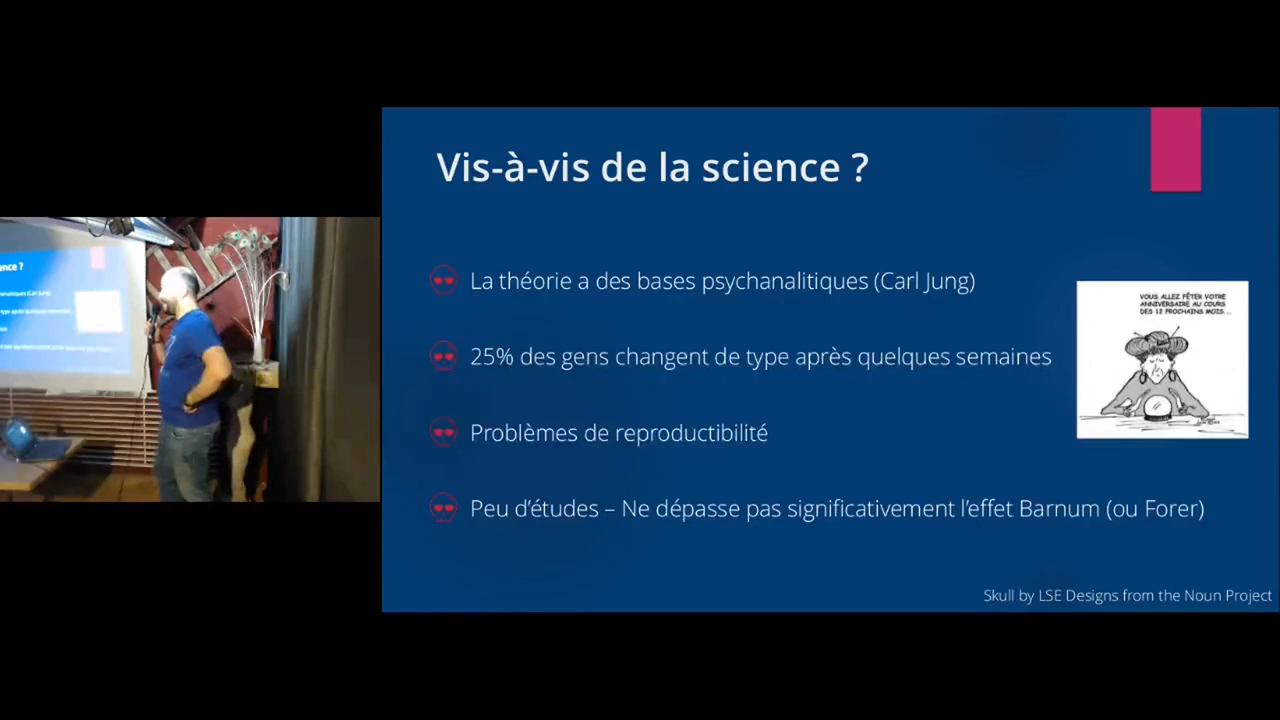 Vis-à-vis de la science ?
La théorie a des bases psychanalitiques (Carl Jung)
25% des gens changent de type après quelques semaines
Problèmes de reproductibilité
Peu d'études – Ne dépasse pas significativement l'effet Barnum (ou Forer)
VOUS ALLEZ FÊTER VOTRE
ANNIVERSAIRE AU COURS
DES 12 PROCHAINS MOIS...
Skull by LSE Designs from the Noun Project